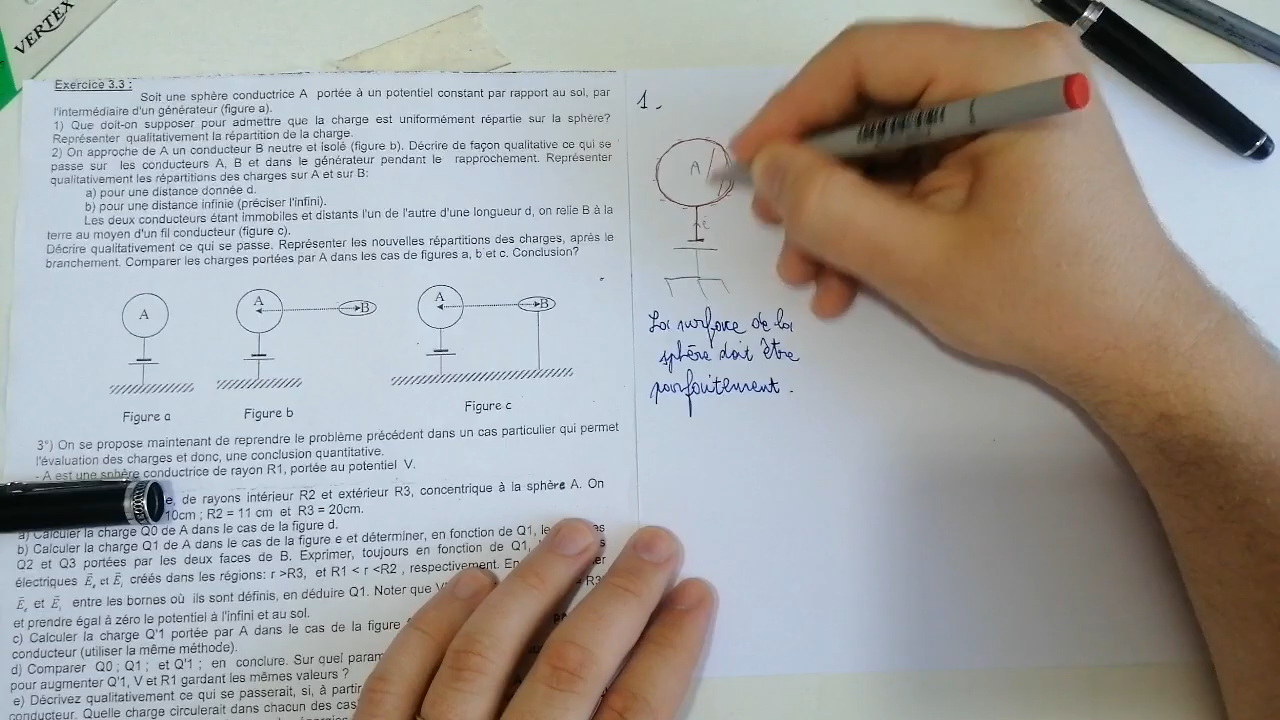 VERTEX
Exercice 3.3 :
Soit une sphère conductrice A portée à un potentiel constant par rapport au sol, par
l'intermédiaire d'un générateur (figure a).
1) Que doit-on supposer pour admettre que la charge est uniformément répartie sur la sphère?
Représenter qualitativement la répartition de la charge.
2) On approche de A un conducteur B neutre et isolé (figure b). Décrire de façon qualitative ce qui se
passe sur les conducteurs A, B et dans le générateur pendant le rapprochement. Représenter
qualitativement les répartitions des charges sur A et sur B:
a) pour une distance donnée d.
b) pour une distance infinie (préciser l'infini).
Les deux conducteurs étant immobiles et distants l'un de l'autre d'une longueur d, on relie B à la
terre au moyen d'un fil conducteur (figure c).
Décrire qualitativement ce qui se passe. Représenter les nouvelles répartitions des charges, après le
branchement. Comparer les charges portées par A dans les cas de figures a, b et c. Conclusion?
A
A
B
A
B
Figure a
Figure b
Figure c
3°) On se propose maintenant de reprendre le problème précédent dans un cas particulier qui permet
l'évaluation des charges et donc, une conclusion quantitative.
- A est une sphère conductrice de rayon R1, portée au potentiel V.
e, de rayons intérieur R2 et extérieur R3, concentrique à la sphère A. On
10cm ; R2 = 11 cm et R3 = 20cm.
a) Calculer la charge Q0 de A dans le cas de la figure d.
b) Calculer la charge Q1 de A dans le cas de la figure e et déterminer, en fonction de Q1, le
Q2 et Q3 portées par les deux faces de B. Exprimer, toujours en fonction de Q1,
électriques E⃗e et E⃗i créés dans les régions: r >R3, et R1 < r <R2 , respectivement. En
E⃗e et E⃗i entre les bornes où ils sont définis, en déduire Q1. Noter que V R3
et prendre égal à zéro le potentiel à l'infini et au sol.
c) Calculer la charge Q'1 portée par A dans le cas de la figure
conducteur (utiliser la même méthode).
d) Comparer Q0 ; Q1 ; et Q'1 ; en conclure. Sur quel param
pour augmenter Q'1, V et R1 gardant les mêmes valeurs ?
e) Décrivez qualitativement ce qui se passerait, si, à partir
conducteur. Quelle charge circulerait dans chacun des cas
1.
A
La surface de la
sphère doit être
parfaitement.